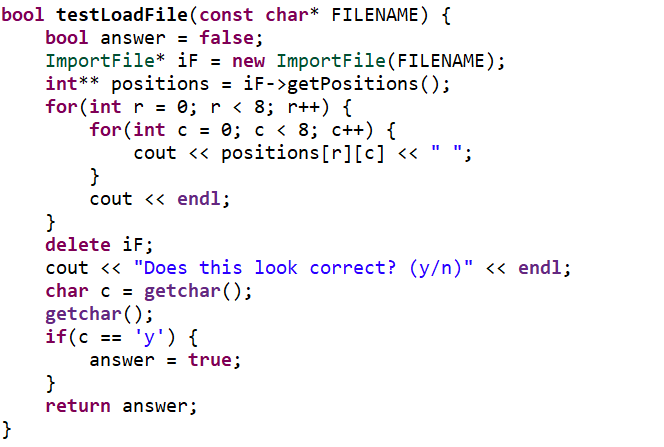 bool testLoadFile(const char* FILENAME) {
    bool answer = false;
    ImportFile* iF = new ImportFile(FILENAME);
    int** positions = iF->getPositions();
    for(int r = 0; r < 8; r++) {
        for(int c = 0; c < 8; c++) {
            cout << positions[r][c] << " ";
        }
        cout << endl;
    }
    delete iF;
    cout << "Does this look correct? (y/n)" << endl;
    char c = getchar();
    getchar();
    if(c == 'y') {
        answer = true;
    }
    return answer;
}